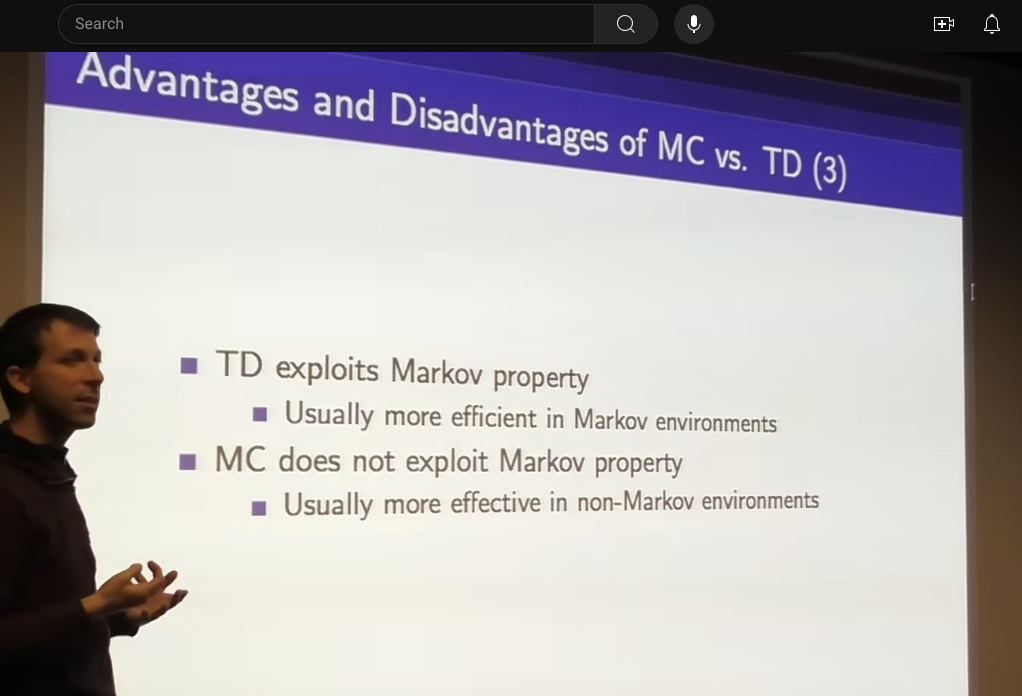 Search
Advantages and Disadvantages of MC vs. TD (3)
TD exploits Markov property
Usually more efficient in Markov environments
MC does not exploit Markov property
Usually more effective in non-Markov environments